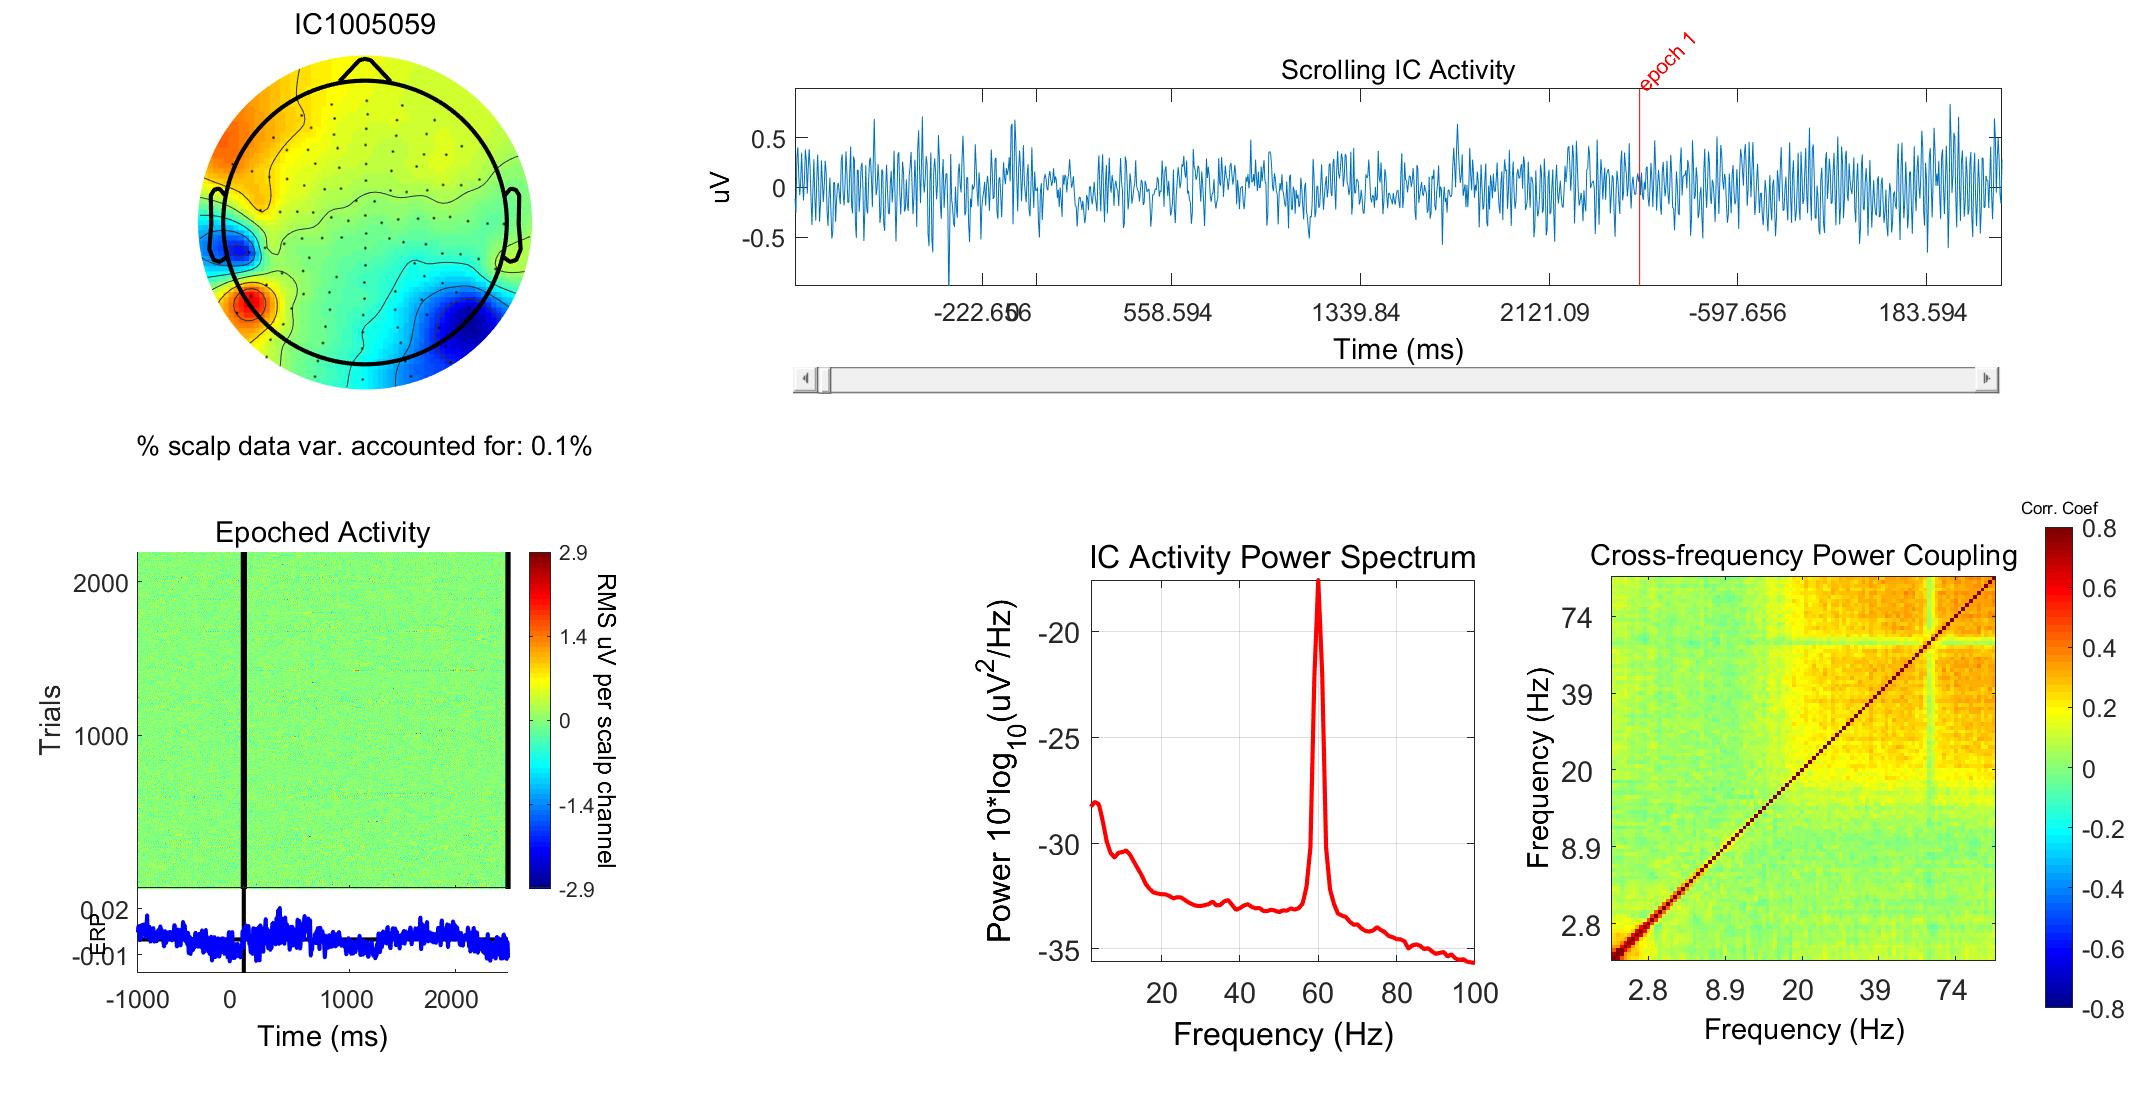 IC1005059
% scalp data var. accounted for: 0.1%
Scrolling IC Activity
epoch 1
uV
0.5
0
-0.5
-222.656
0
558.594
1339.84
2121.09
-597.656
183.594
Time (ms)
Epoched Activity
Trials
2000
1000
2.9
1.4
0
-1.4
-2.9
RMS uV per scalp channel
ERP
0.02
-0.01
-1000
0
1000
2000
Time (ms)
IC Activity Power Spectrum
Power 10*log10(uV2/Hz)
-20
-25
-30
-35
20
40
60
80
100
Frequency (Hz)
Cross-frequency Power Coupling
Frequency (Hz)
74
39
20
8.9
2.8
2.8
8.9
20
39
74
Frequency (Hz)
Corr. Coef
0.8
0.6
0.4
0.2
0
-0.2
-0.4
-0.6
-0.8